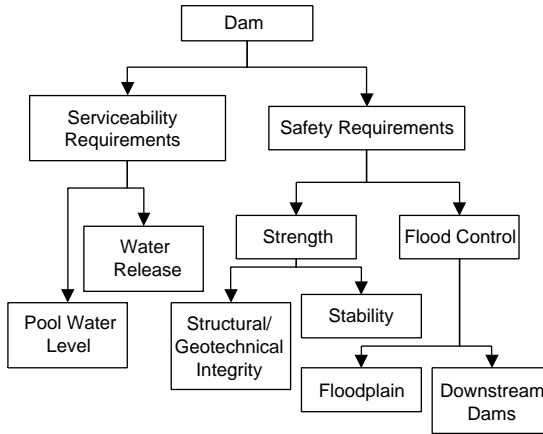 Dam
Serviceability
Requirements
Safety Requirements
Strength
Flood Control
Water
Release
Pool Water
Level
Structural/
Geotechnical
Integrity
Stability
Floodplain
Downstream
Dams